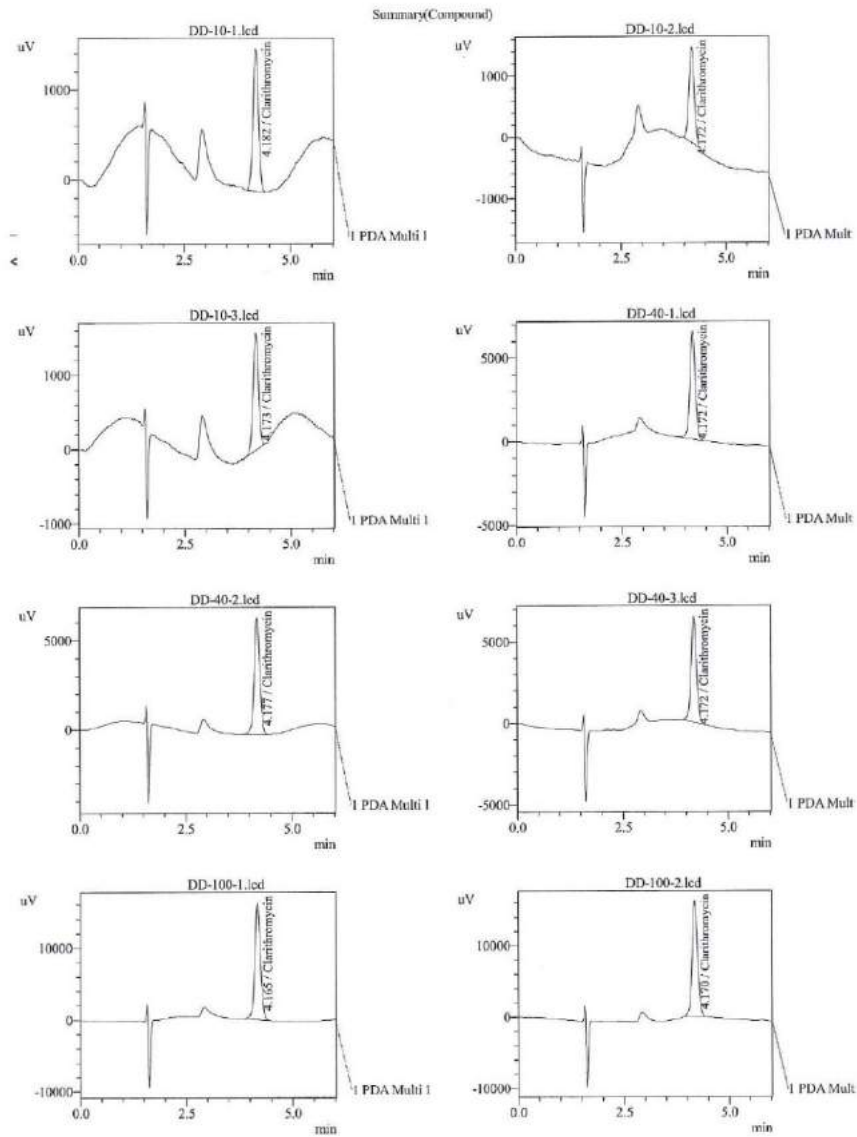 Summary(Compound)
DD-10-1.lcd
uV
1000
0
4.182 / Clarithromycin
1 PDA Multi 1
0.0 2.5 5.0
min
DD-10-2.lcd
uV
1000
0
-1000
4.172 / Clarithromycin
1 PDA Mult
0.0 2.5 5.0
min
<
DD-10-3.lcd
uV
1000
0
-1000
4.173 / Clarithromycin
1 PDA Multi 1
0.0 2.5 5.0
min
DD-40-1.lcd
uV
5000
0
-5000
4.172 / Clarithromycin
1 PDA Mult
0.0 2.5 5.0
min
DD-40-2.lcd
uV
5000
0
4.177 / Clarithromycin
1 PDA Multi 1
0.0 2.5 5.0
min
DD-40-3.lcd
uV
5000
0
-5000
4.172 / Clarithromycin
1 PDA Mult
0.0 2.5 5.0
min
DD-100-1.lcd
uV
10000
0
-10000
4.165 / Clarithromycin
1 PDA Multi 1
0.0 2.5 5.0
min
DD-100-2.lcd
uV
10000
0
-10000
4.170 / Clarithromycin
1 PDA Mult
0.0 2.5 5.0
min